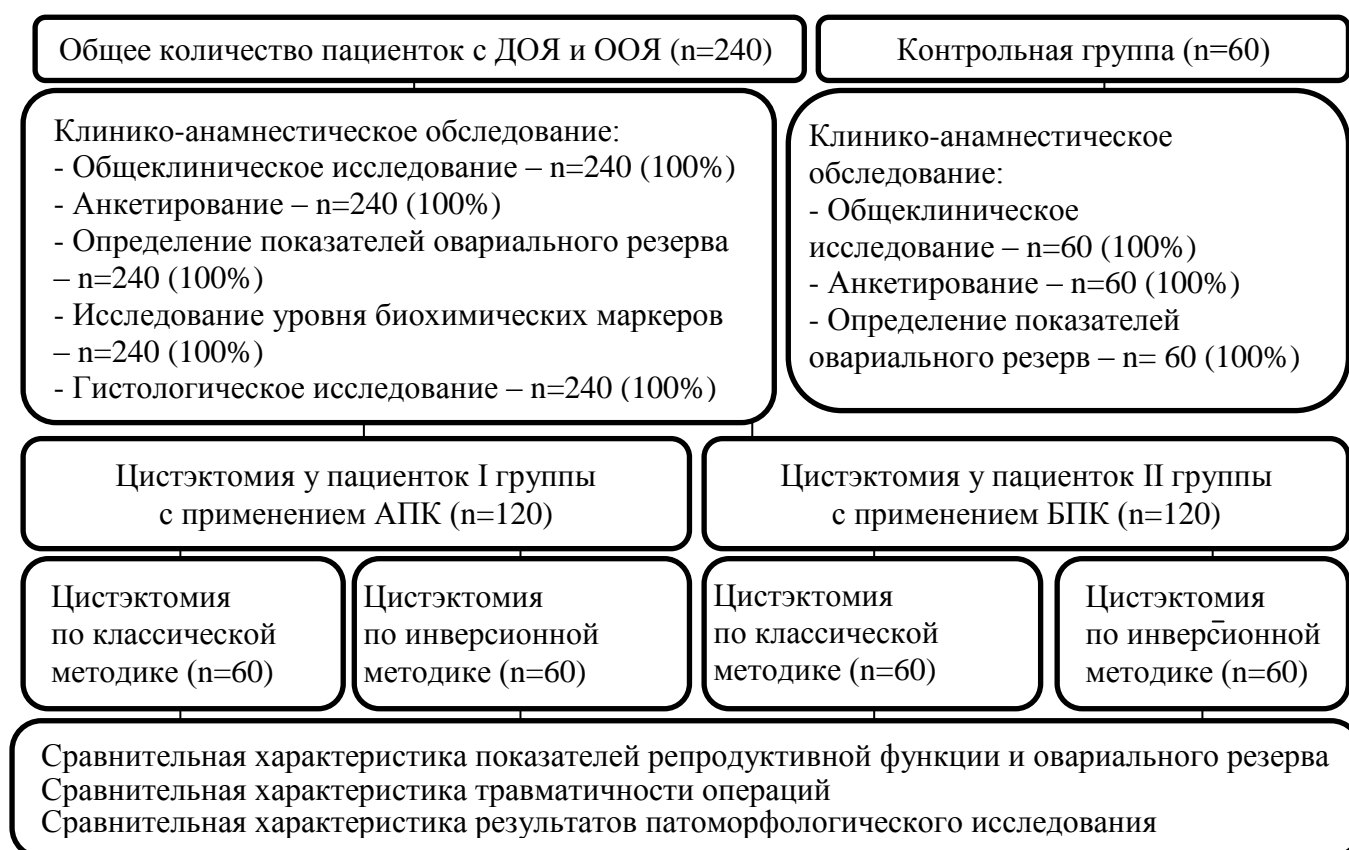 Общее количество пациенток с ДОЯ и ООЯ (n=240)
Контрольная группа (n=60)
Клинико-анамнестическое обследование:
- Общеклиническое исследование – n=240 (100%)
- Анкетирование – n=240 (100%)
- Определение показателей овариального резерва
– n=240 (100%)
- Исследование уровня биохимических маркеров
– n=240 (100%)
- Гистологическое исследование – n=240 (100%)
Клинико-анамнестическое
обследование:
- Общеклиническое
исследование – n=60 (100%)
- Анкетирование – n=60 (100%)
- Определение показателей
овариального резерв – n= 60 (100%)
Цистэктомия у пациенток I группы
с применением АПК (n=120)
Цистэктомия у пациенток II группы
с применением БПК (n=120)
Цистэктомия
по классической
методике (n=60)
Цистэктомия
по инверсионной
методике (n=60)
Цистэктомия
по классической
методике (n=60)
Цистэктомия
по инверсионной
методике (n=60)
Сравнительная характеристика показателей репродуктивной функции и овариального резерва
Сравнительная характеристика травматичности операций
Сравнительная характеристика результатов патоморфологического исследования